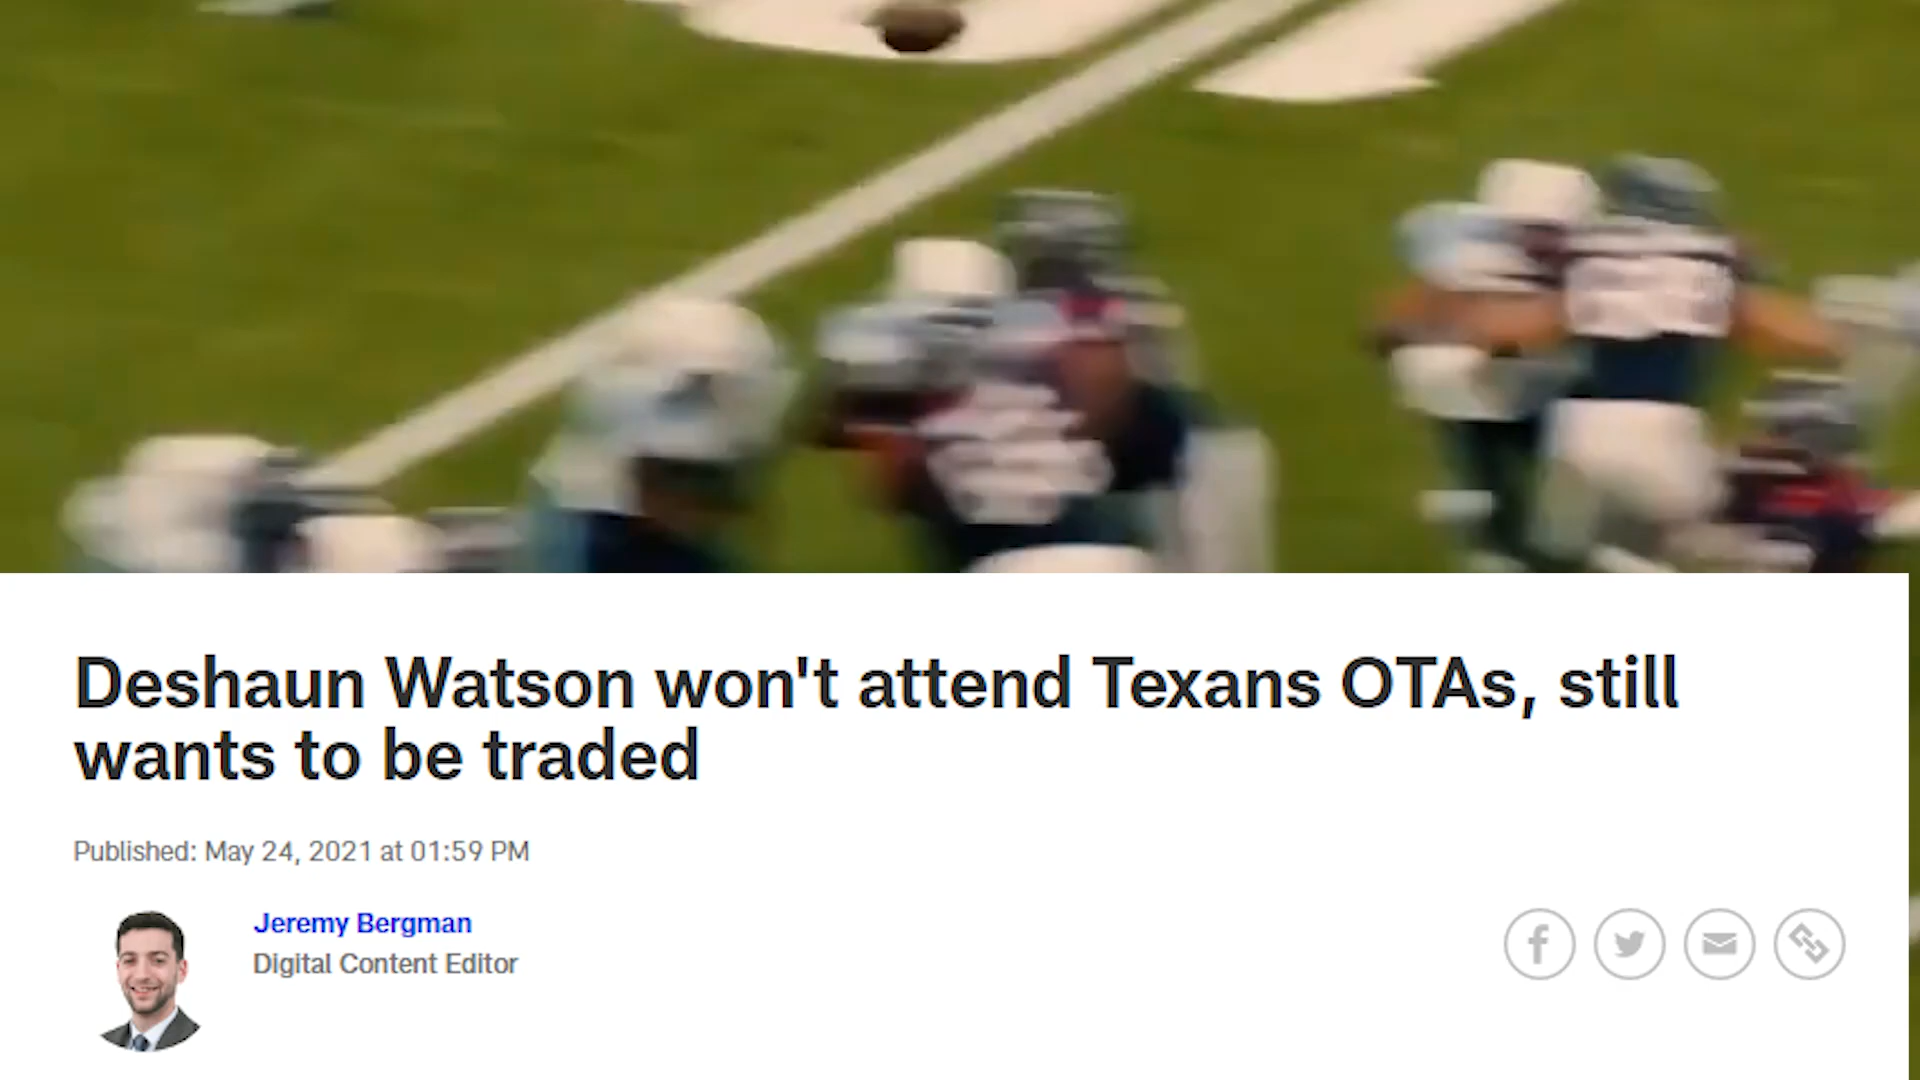 Deshaun Watson won't attend Texans OTAs, still
wants to be traded
Published: May 24, 2021 at 01:59 PM
Jeremy Bergman
Digital Content Editor